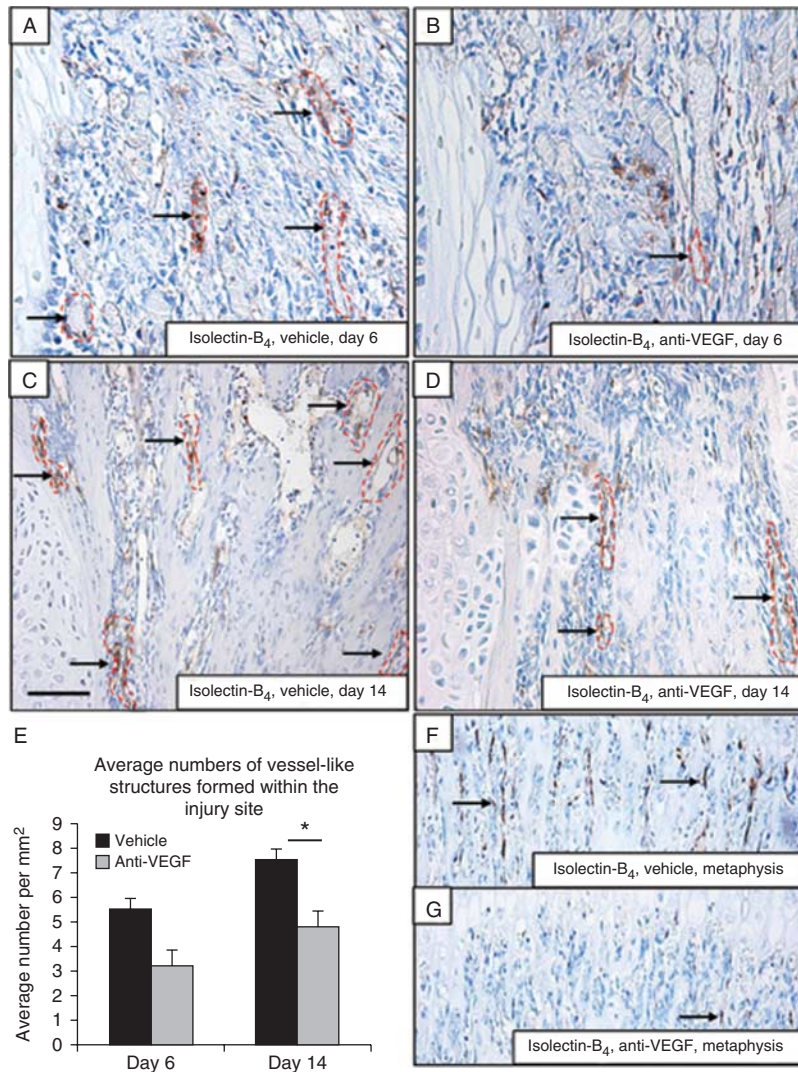 A
Isolectin-B4, vehicle, day 6
B
Isolectin-B4, anti-VEGF, day 6
C
Isolectin-B4, vehicle, day 14
D
Isolectin-B4, anti-VEGF, day 14
E
Average numbers of vessel-like
structures formed within the
injury site
Average number per mm²
9
8
7
6
5
4
3
2
1
0
Vehicle
Anti-VEGF
*
Day 6
Day 14
F
Isolectin-B4, vehicle, metaphysis
G
Isolectin-B4, anti-VEGF, metaphysis